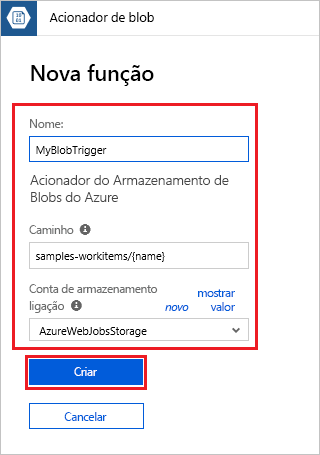 Acionador de blob
Nova função
Nome:
MyBlobTrigger
Acionador do Armazenamento de
Blobs do Azure
Caminho
samples-workitems/{name}
Conta de armazenamento
ligação
novo
mostrar
valor
AzureWebJobsStorage
Criar
Cancelar